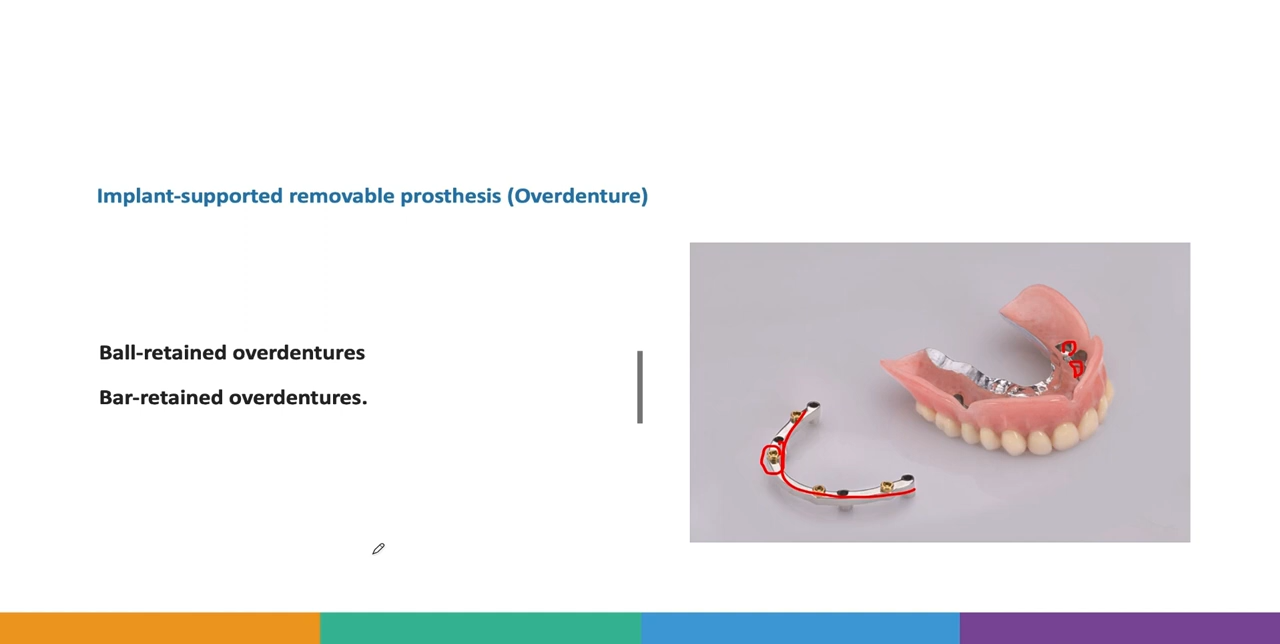 Implant-supported removable prosthesis (Overdenture)
Ball-retained overdentures
Bar-retained overdentures.